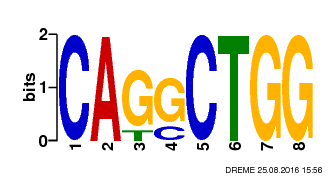 2
bits
1
0
CAGGCTGG
TC
1 2 3 4 5 6 7 8
DREME 25.08.2016 15:56